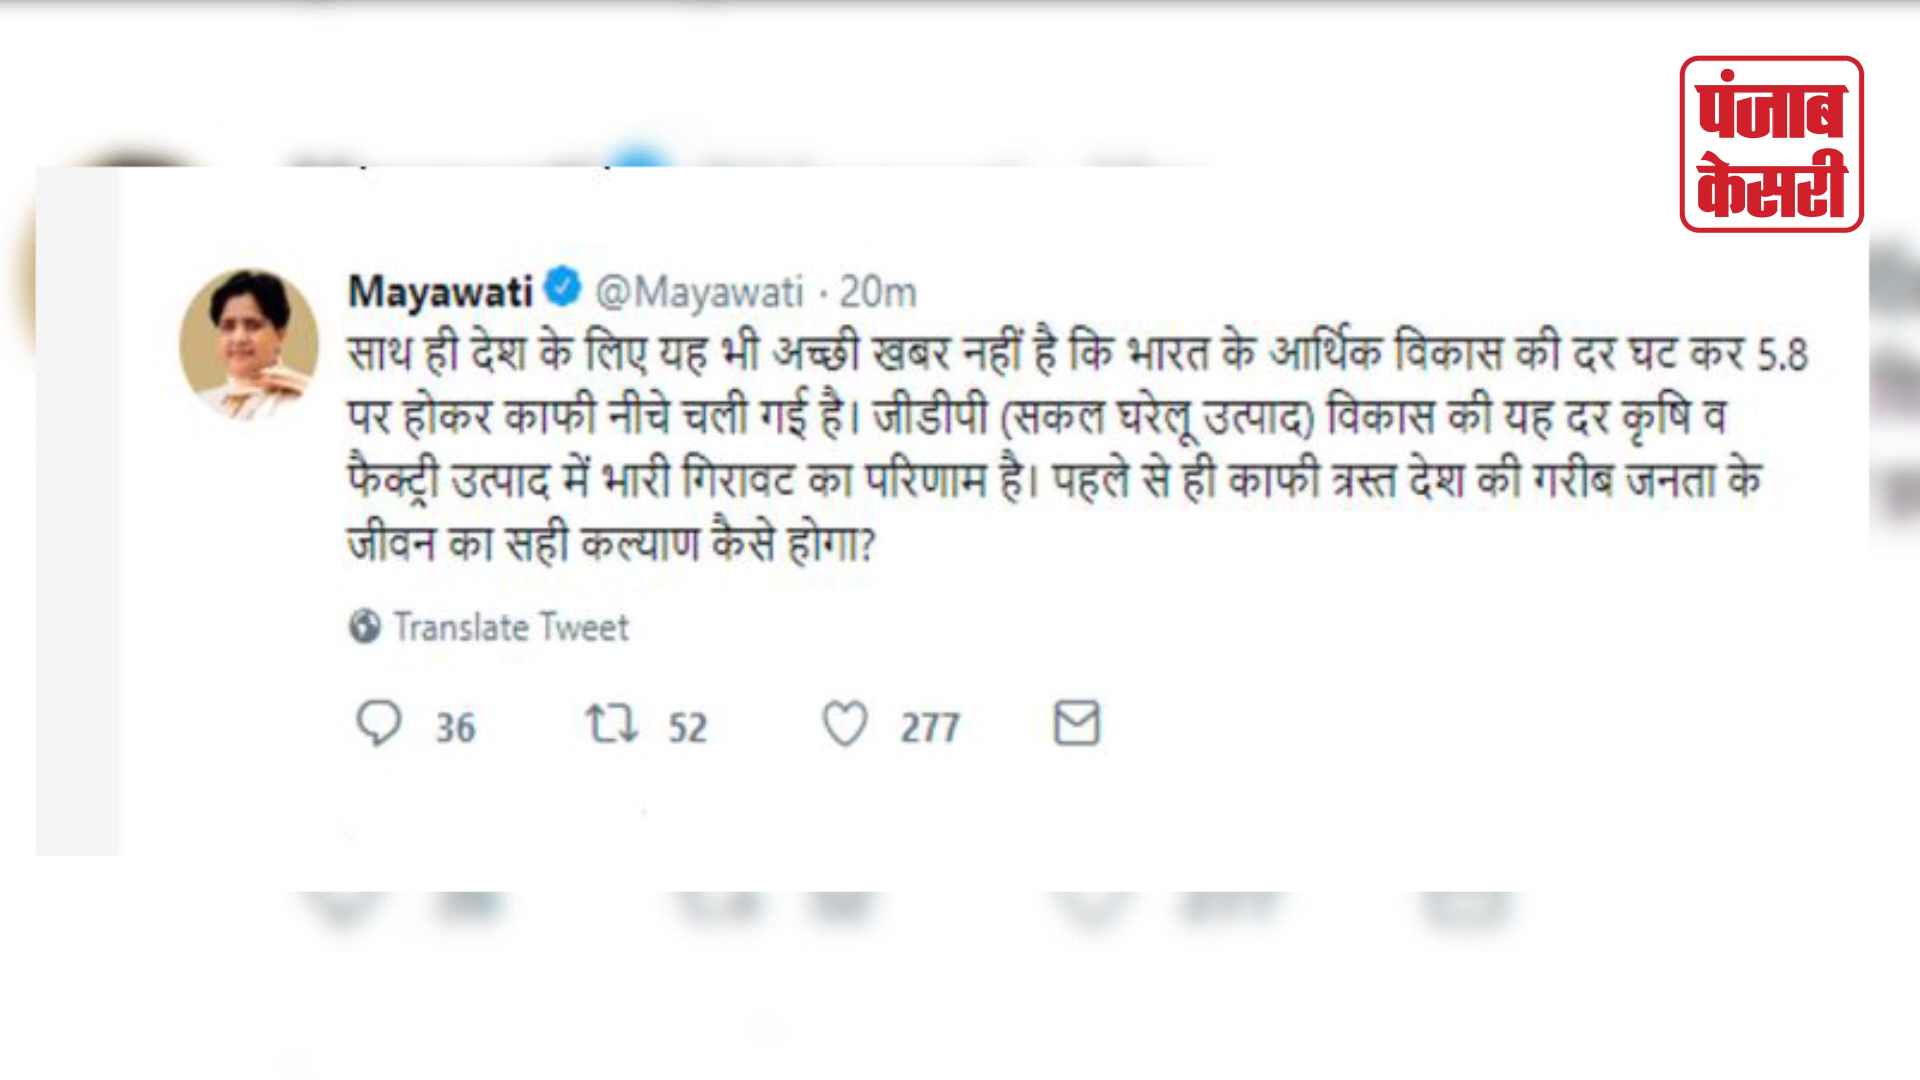 पंजाब
केसरी
Mayawati @Mayawati · 20m
साथ ही देश के लिए यह भी अच्छी खबर नहीं है कि भारत के आर्थिक विकास की दर घट कर 5.8
पर होकर काफी नीचे चली गई है। जीडीपी (सकल घरेलू उत्पाद) विकास की यह दर कृषि व
फैक्ट्री उत्पाद में भारी गिरावट का परिणाम है। पहले से ही काफी त्रस्त देश की गरीब जनता के
जीवन का सही कल्याण कैसे होगा?
Translate Tweet
36 52 277